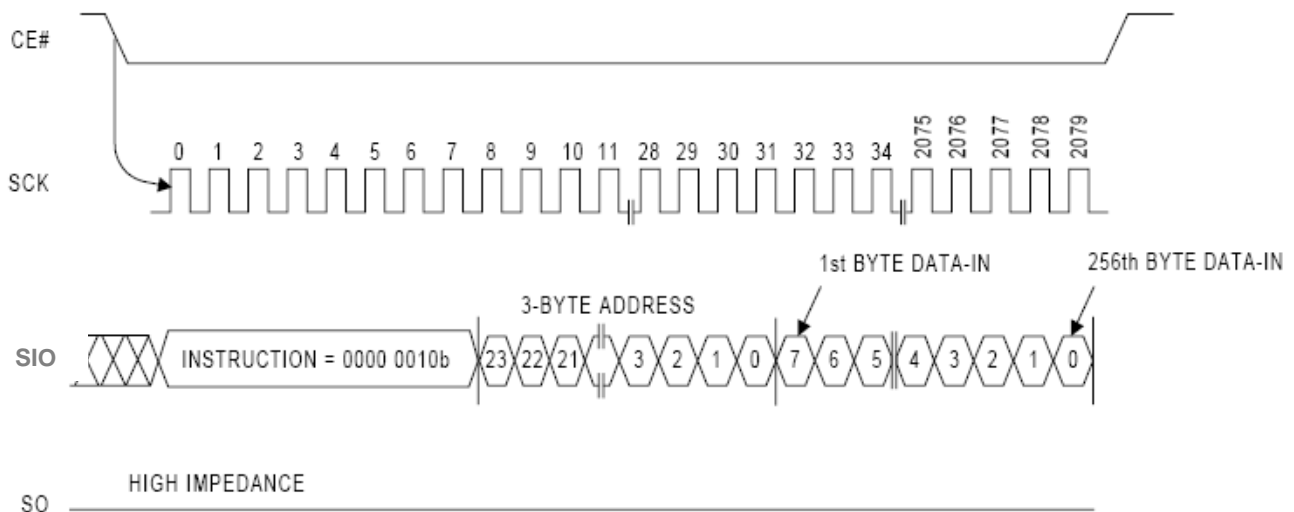 CE#
0 1 2 3 4 5 6 7 8 9 10 11 28 29 30 31 32 33 34 2075 2076 2077 2078 2079
SCK
1st BYTE DATA-IN 256th BYTE DATA-IN
3-BYTE ADDRESS
SIO INSTRUCTION = 0000 0010b 23 22 21 3 2 1 0 7 6 5 4 3 2 1 0
HIGH IMPEDANCE
SO